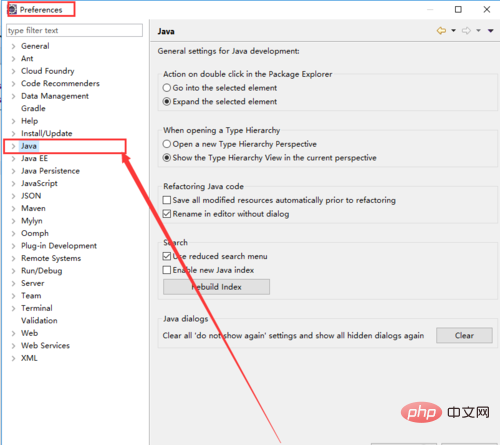 Preferences
type filter text
General
Ant
Cloud Foundry
Code Recommenders
Data Management
Gradle
Help
Install/Update
Java
Java EE
Java Persistence
JavaScript
JSON
Maven
Mylyn
Oomph
Plug-in Development
Remote Systems
Run/Debug
Server
Team
Terminal
Validation
Web
Web Services
XML
Java
General settings for Java development:
Action on double click in the Package Explorer
Go into the selected element
Expand the selected element
When opening a Type Hierarchy
Open a new Type Hierarchy Perspective
Show the Type Hierarchy View in the current perspective
Refactoring Java code
Save all modified resources automatically prior to refactoring
Rename in editor without dialog
Search
Use reduced search menu
Enable new Java index
Rebuild Index
Java dialogs
Clear all 'do not show again' settings and show all hidden dialogs again
Clear
php 中文网